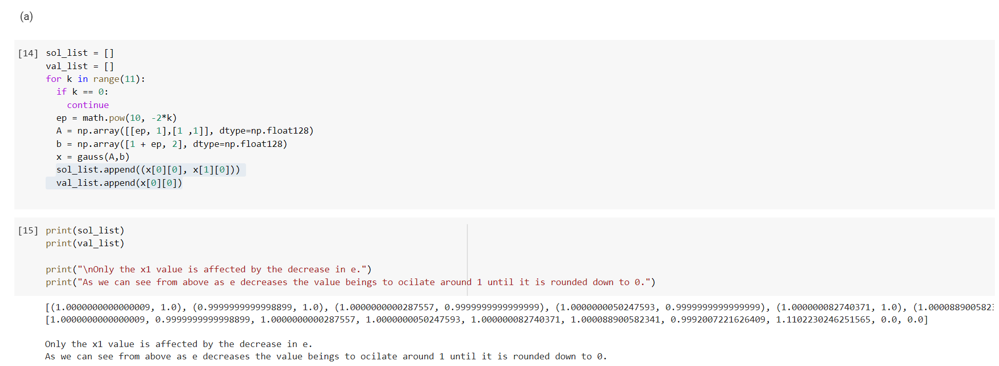 (a)
[14] sol_list = []
val_list = []
for k in range(11):
if k == 0:
continue
ep = math.pow(10, -2*k)
A = np.array([[ep, 1],[1 ,1]], dtype=np.float128)
b = np.array([1 + ep, 2], dtype=np.float128)
x = gauss(A,b)
sol_list.append((x[0][0], x[1][0]))
val_list.append(x[0][0])
[15] print(sol_list)
print(val_list)
print("\nOnly the x1 value is affected by the decrease in e.")
print("As we can see from above as e decreases the value beings to ocilate around 1 until it is rounded down to 0.")
[(1.0000000000000009, 1.0), (0.9999999999998899, 1.0), (1.0000000000287557, 0.9999999999999999), (1.0000000050247593, 0.9999999999999999), (1.000000082740371, 1.0), (1.000088900582
[1.0000000000000009, 0.9999999999998899, 1.0000000000287557, 1.0000000050247593, 1.000000082740371, 1.000088900582341, 0.9992007221626409, 1.1102230246251565, 0.0, 0.0]
Only the x1 value is affected by the decrease in e.
As we can see from above as e decreases the value beings to ocilate around 1 until it is rounded down to 0.